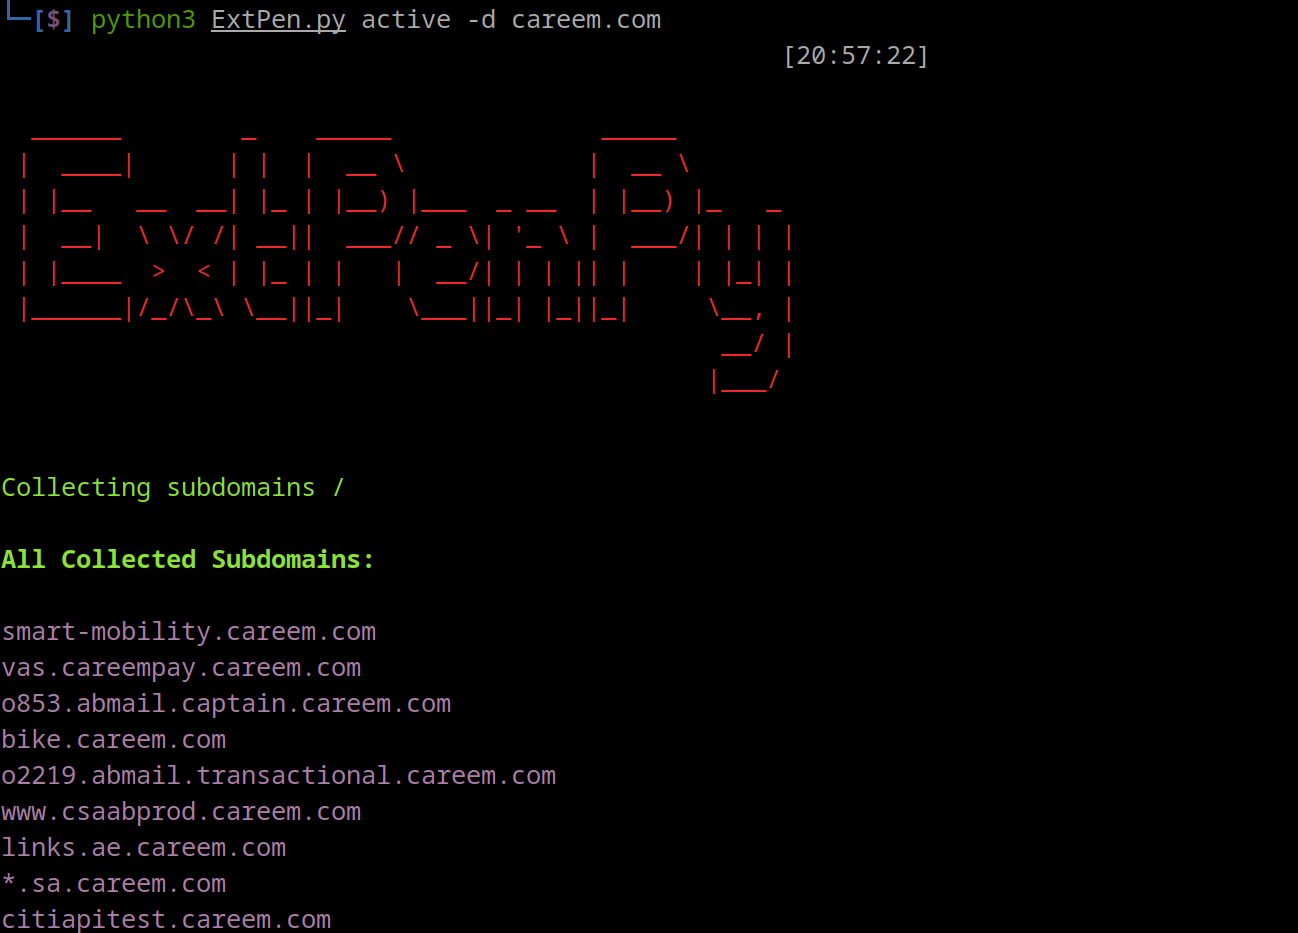 └─[$] python3 ExtPen.py active -d careem.com
[20:57:22]
ExtPenPy
Collecting subdomains /
All Collected Subdomains:
smart-mobility.careem.com
vas.careempay.careem.com
o853.abmail.captain.careem.com
bike.careem.com
o2219.abmail.transactional.careem.com
www.csaabprod.careem.com
links.ae.careem.com
*.sa.careem.com
citiapitest.careem.com